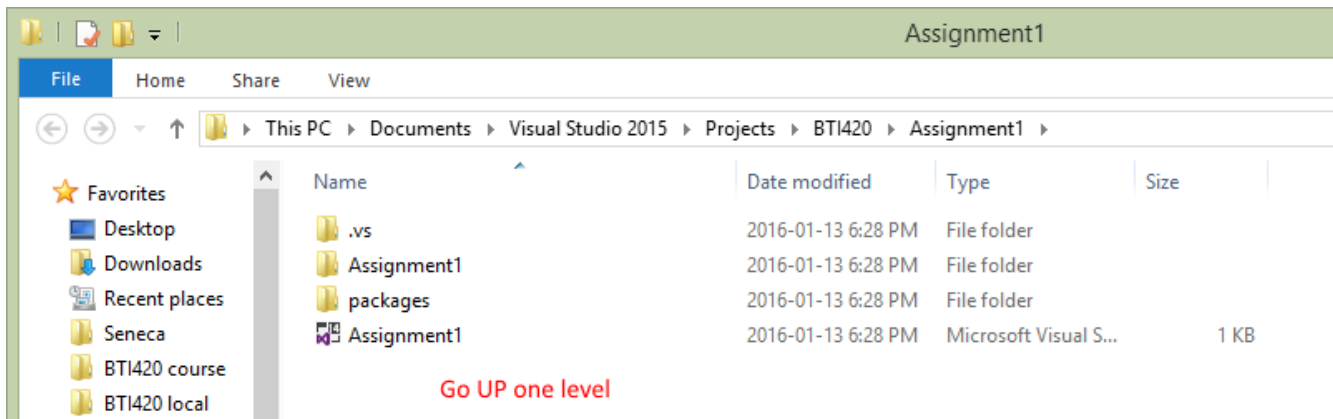 Assignment1
File Home Share View
This PC Documents Visual Studio 2015 Projects BTI420 Assignment1
Favorites
Desktop
Downloads
Recent places
Seneca
BTI420 course
BTI420 local
Name Date modified Type Size
.vs 2016-01-13 6:28 PM File folder
Assignment1 2016-01-13 6:28 PM File folder
packages 2016-01-13 6:28 PM File folder
Assignment1 2016-01-13 6:28 PM Microsoft Visual S... 1 KB
Go UP one level